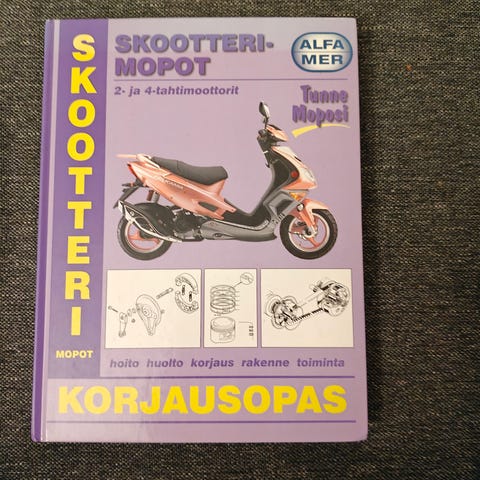 SKOOTTERI
MOPOT
SKOOTTERI-
MOPOT
2- ja 4-tahtimoottorit
ALFA
MER
Tunne
Moposi
hoito huolto korjaus rakenne toiminta
KORJAUSOPAS